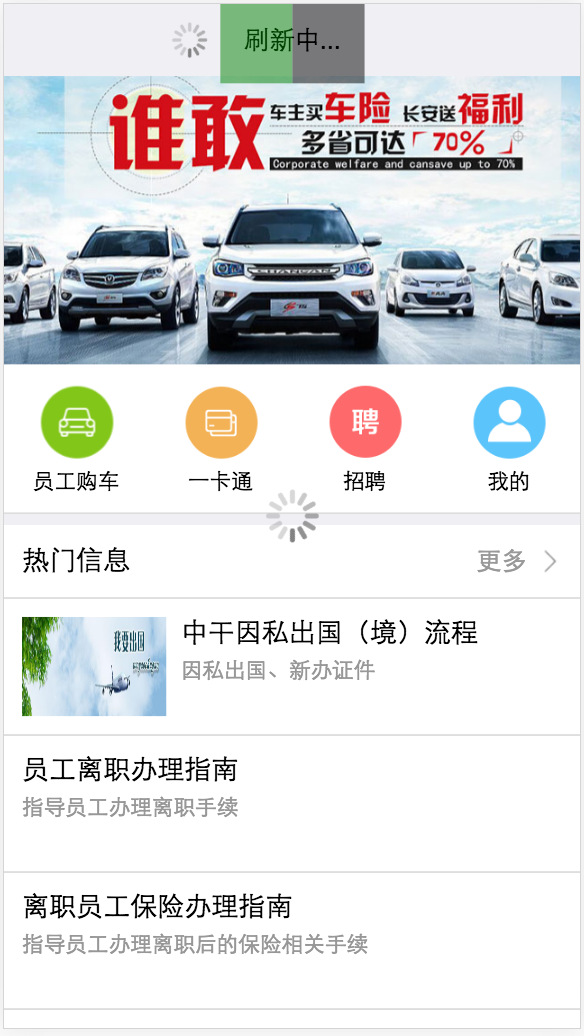 刷新中...
谁敢
车主买车险 长安送福利
多省可达「70%」
Corporate welfare and cansave up to 70%
CHANGAN
员工购车
一卡通
聘
招聘
我的
热门信息
更多
我要出国
中干因私出国（境）流程
因私出国、新办证件
员工离职办理指南
指导员工办理离职手续
离职员工保险办理指南
指导员工办理离职后的保险相关手续